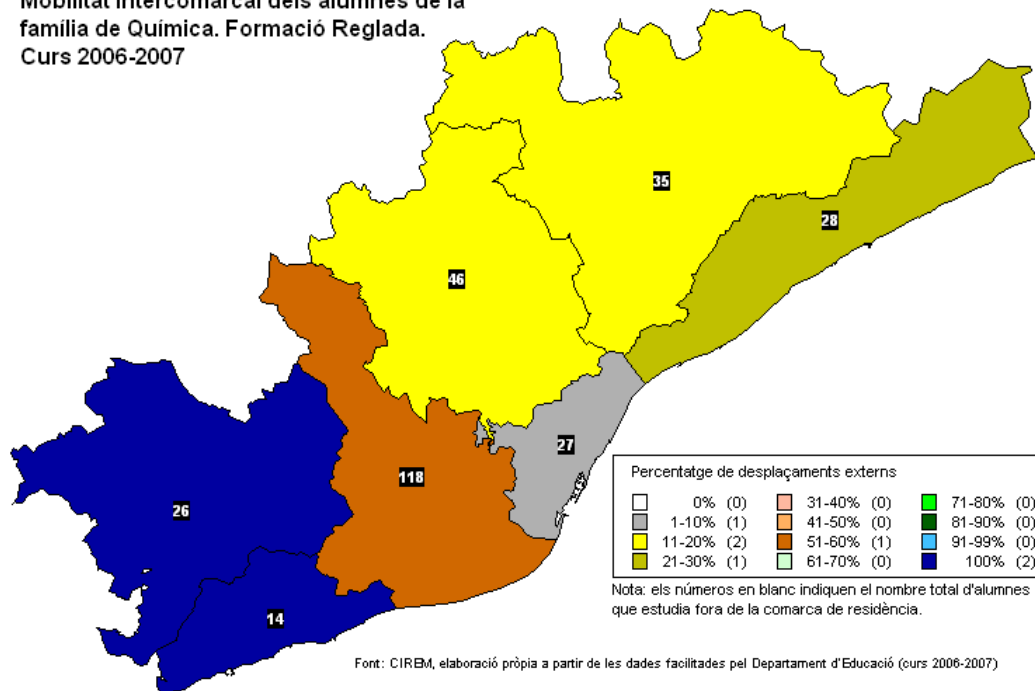 Mobilitat intercomarcal dels alumnes de la
família de Química. Formació Reglada.
Curs 2006-2007
35
28
46
27
118
26
14
Percentatge de desplaçaments externs
0% (0) 31-40% (0) 71-80% (0)
1-10% (1) 41-50% (0) 81-90% (0)
11-20% (2) 51-60% (1) 91-99% (0)
21-30% (1) 61-70% (0) 100% (2)
Nota: els números en blanc indiquen el nombre total d'alumnes
que estudia fora de la comarca de residència.
Font: CIREM, elaboració pròpia a partir de les dades facilitades pel Departament d'Educació (curs 2006-2007)